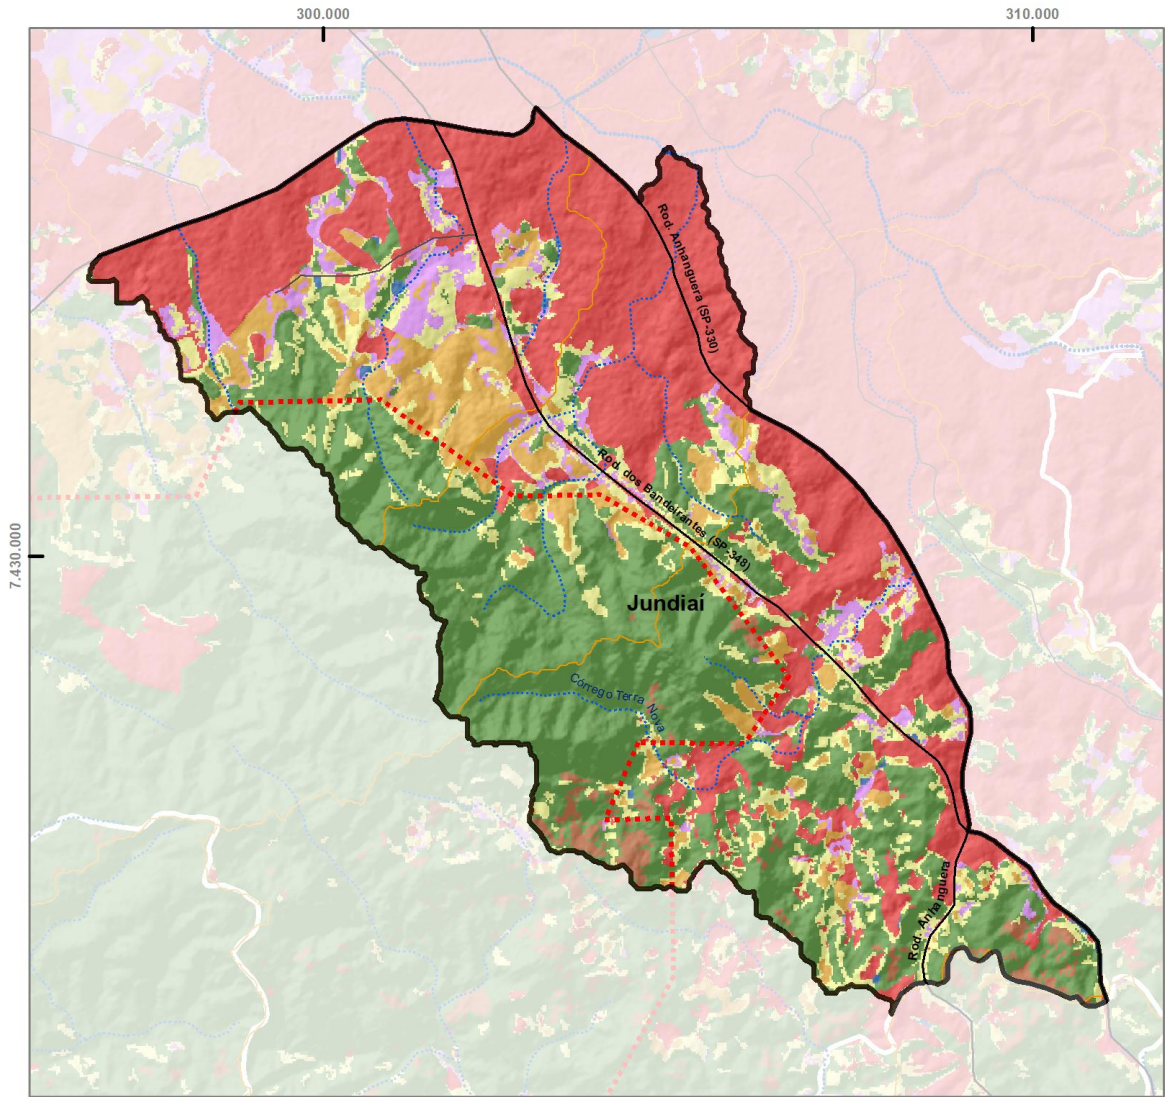 300.000
310.000
7.430.000
Rod. Anhanguera (SP-330)
Rod. dos Bandeirantes (SP-348)
Jundiaí
Córrego Terra Nova
Rod. Anhanguera